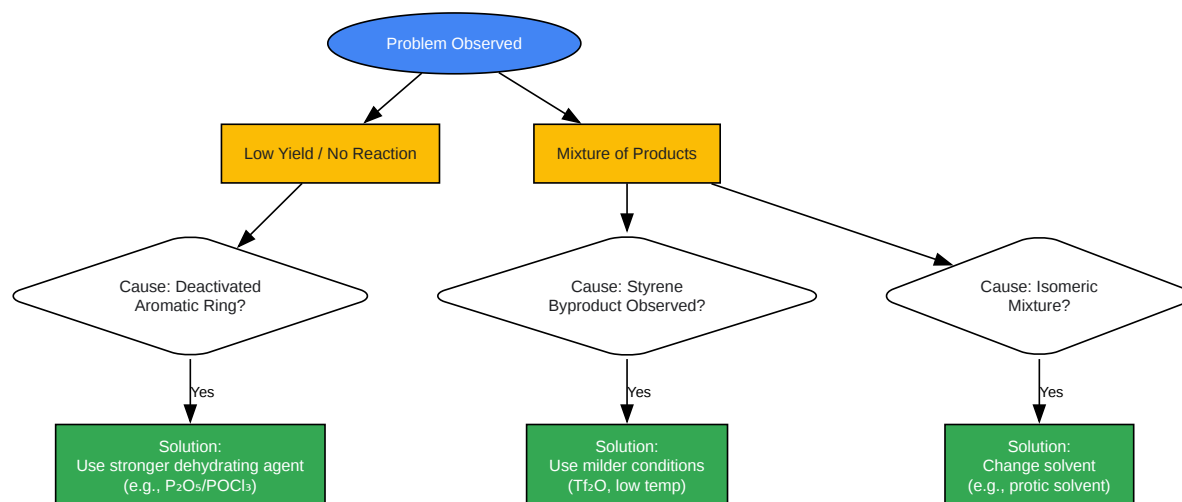 Problem Observed
Low Yield / No Reaction
Mixture of Products
Cause: Deactivated
Aromatic Ring?
Cause: Styrene
Byproduct Observed?
Cause: Isomeric
Mixture?
Yes
Yes
Yes
Solution:
Use stronger dehydrating agent
(e.g., P₂O₅/POCl₃)
Solution:
Use milder conditions
(Tf₂O, low temp)
Solution:
Change solvent
(e.g., protic solvent)